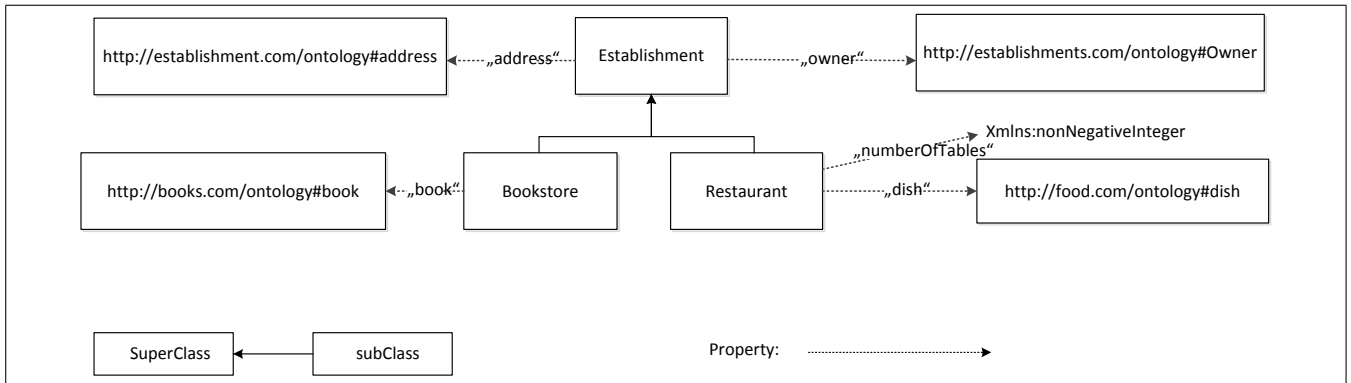 http://establishment.com/ontology#address
„address“
Establishment
„owner“
http://establishments.com/ontology#Owner
Xmlns:nonNegativeInteger
„numberOfTables“
http://books.com/ontology#book
„book“
Bookstore
Restaurant
„dish“
http://food.com/ontology#dish
SuperClass
subClass
Property: